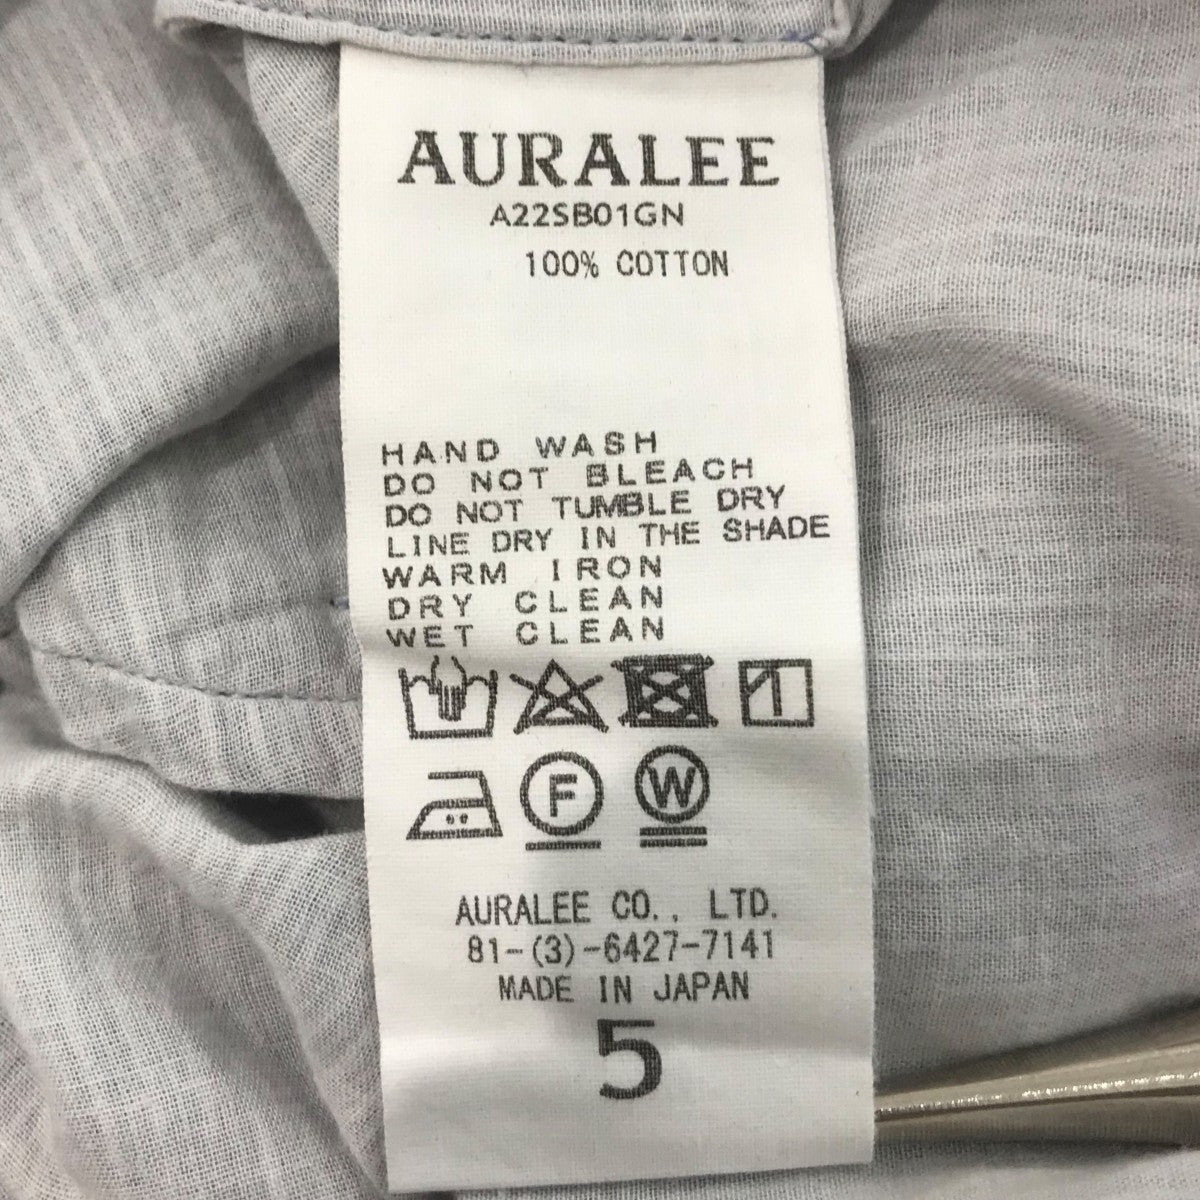 AURALEE
A22SB01GN
100% COTTON
HAND WASH
DO NOT BLEACH
DO NOT TUMBLE DRY
LINE DRY IN THE SHADE
WARM IRON
DRY CLEAN
WET CLEAN
F W
AURALEE CO., LTD.
81-(3)-6427-7141
MADE IN JAPAN
5